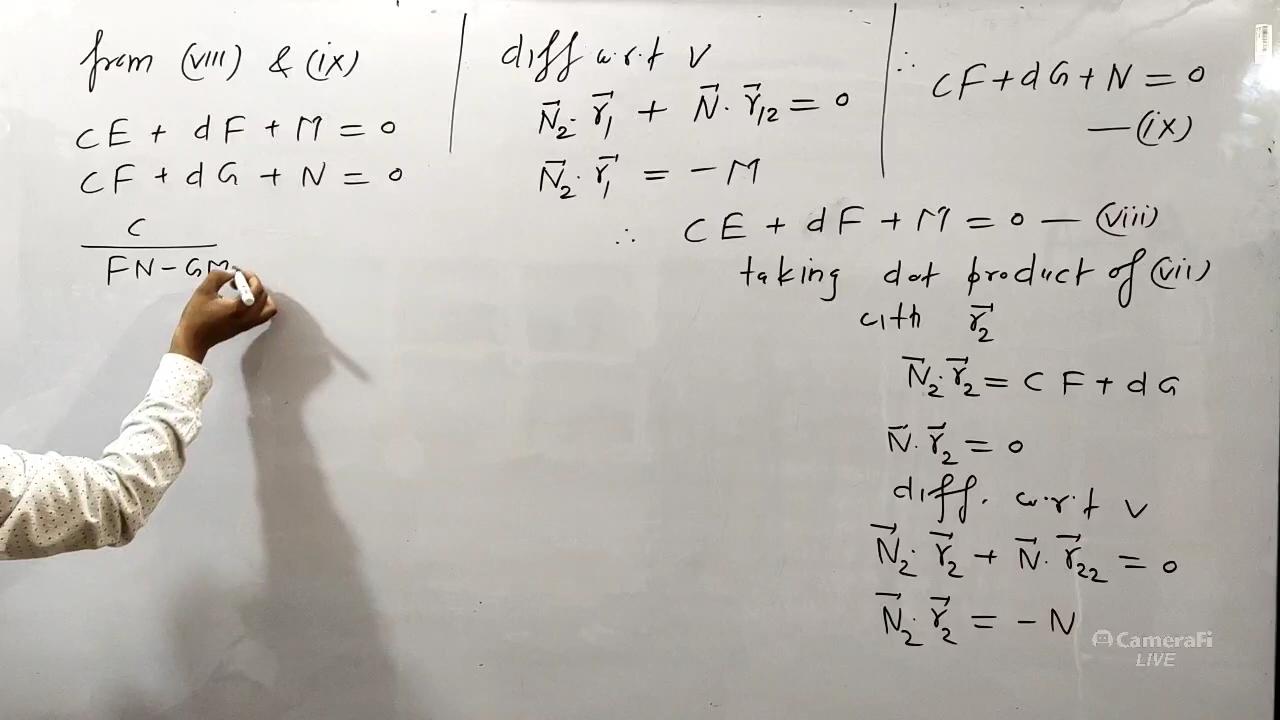 from (viii) & (ix)
CE + dF + M = 0
CF + dG + N = 0
C
FN - GM
diff w.r.t V
N⃗₂. r⃗₁ + N⃗. r⃗₁₂ = 0
N⃗₂. r⃗₁ = - M
∴ CE + dF + M = 0 — (viii)
taking dot product of (vii)
with r⃗₂
N⃗₂. r⃗₂ = CF + dG
N⃗. r⃗₂ = 0
diff. w.r.t V
N⃗₂. r⃗₂ + N⃗. r⃗₂₂ = 0
N⃗₂. r⃗₂ = - N
∴ CF + dG + N = 0
— (ix)
CameraFi
LIVE